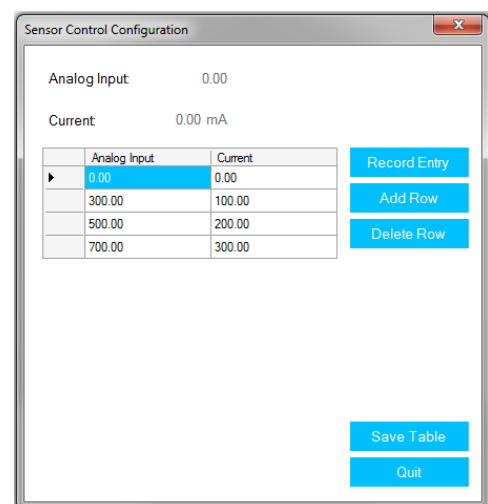 Sensor Control Configuration
Analog Input: 0.00
Current: 0.00 mA
Analog Input Current
0.00 0.00
300.00 100.00
500.00 200.00
700.00 300.00
Record Entry
Add Row
Delete Row
Save Table
Quit